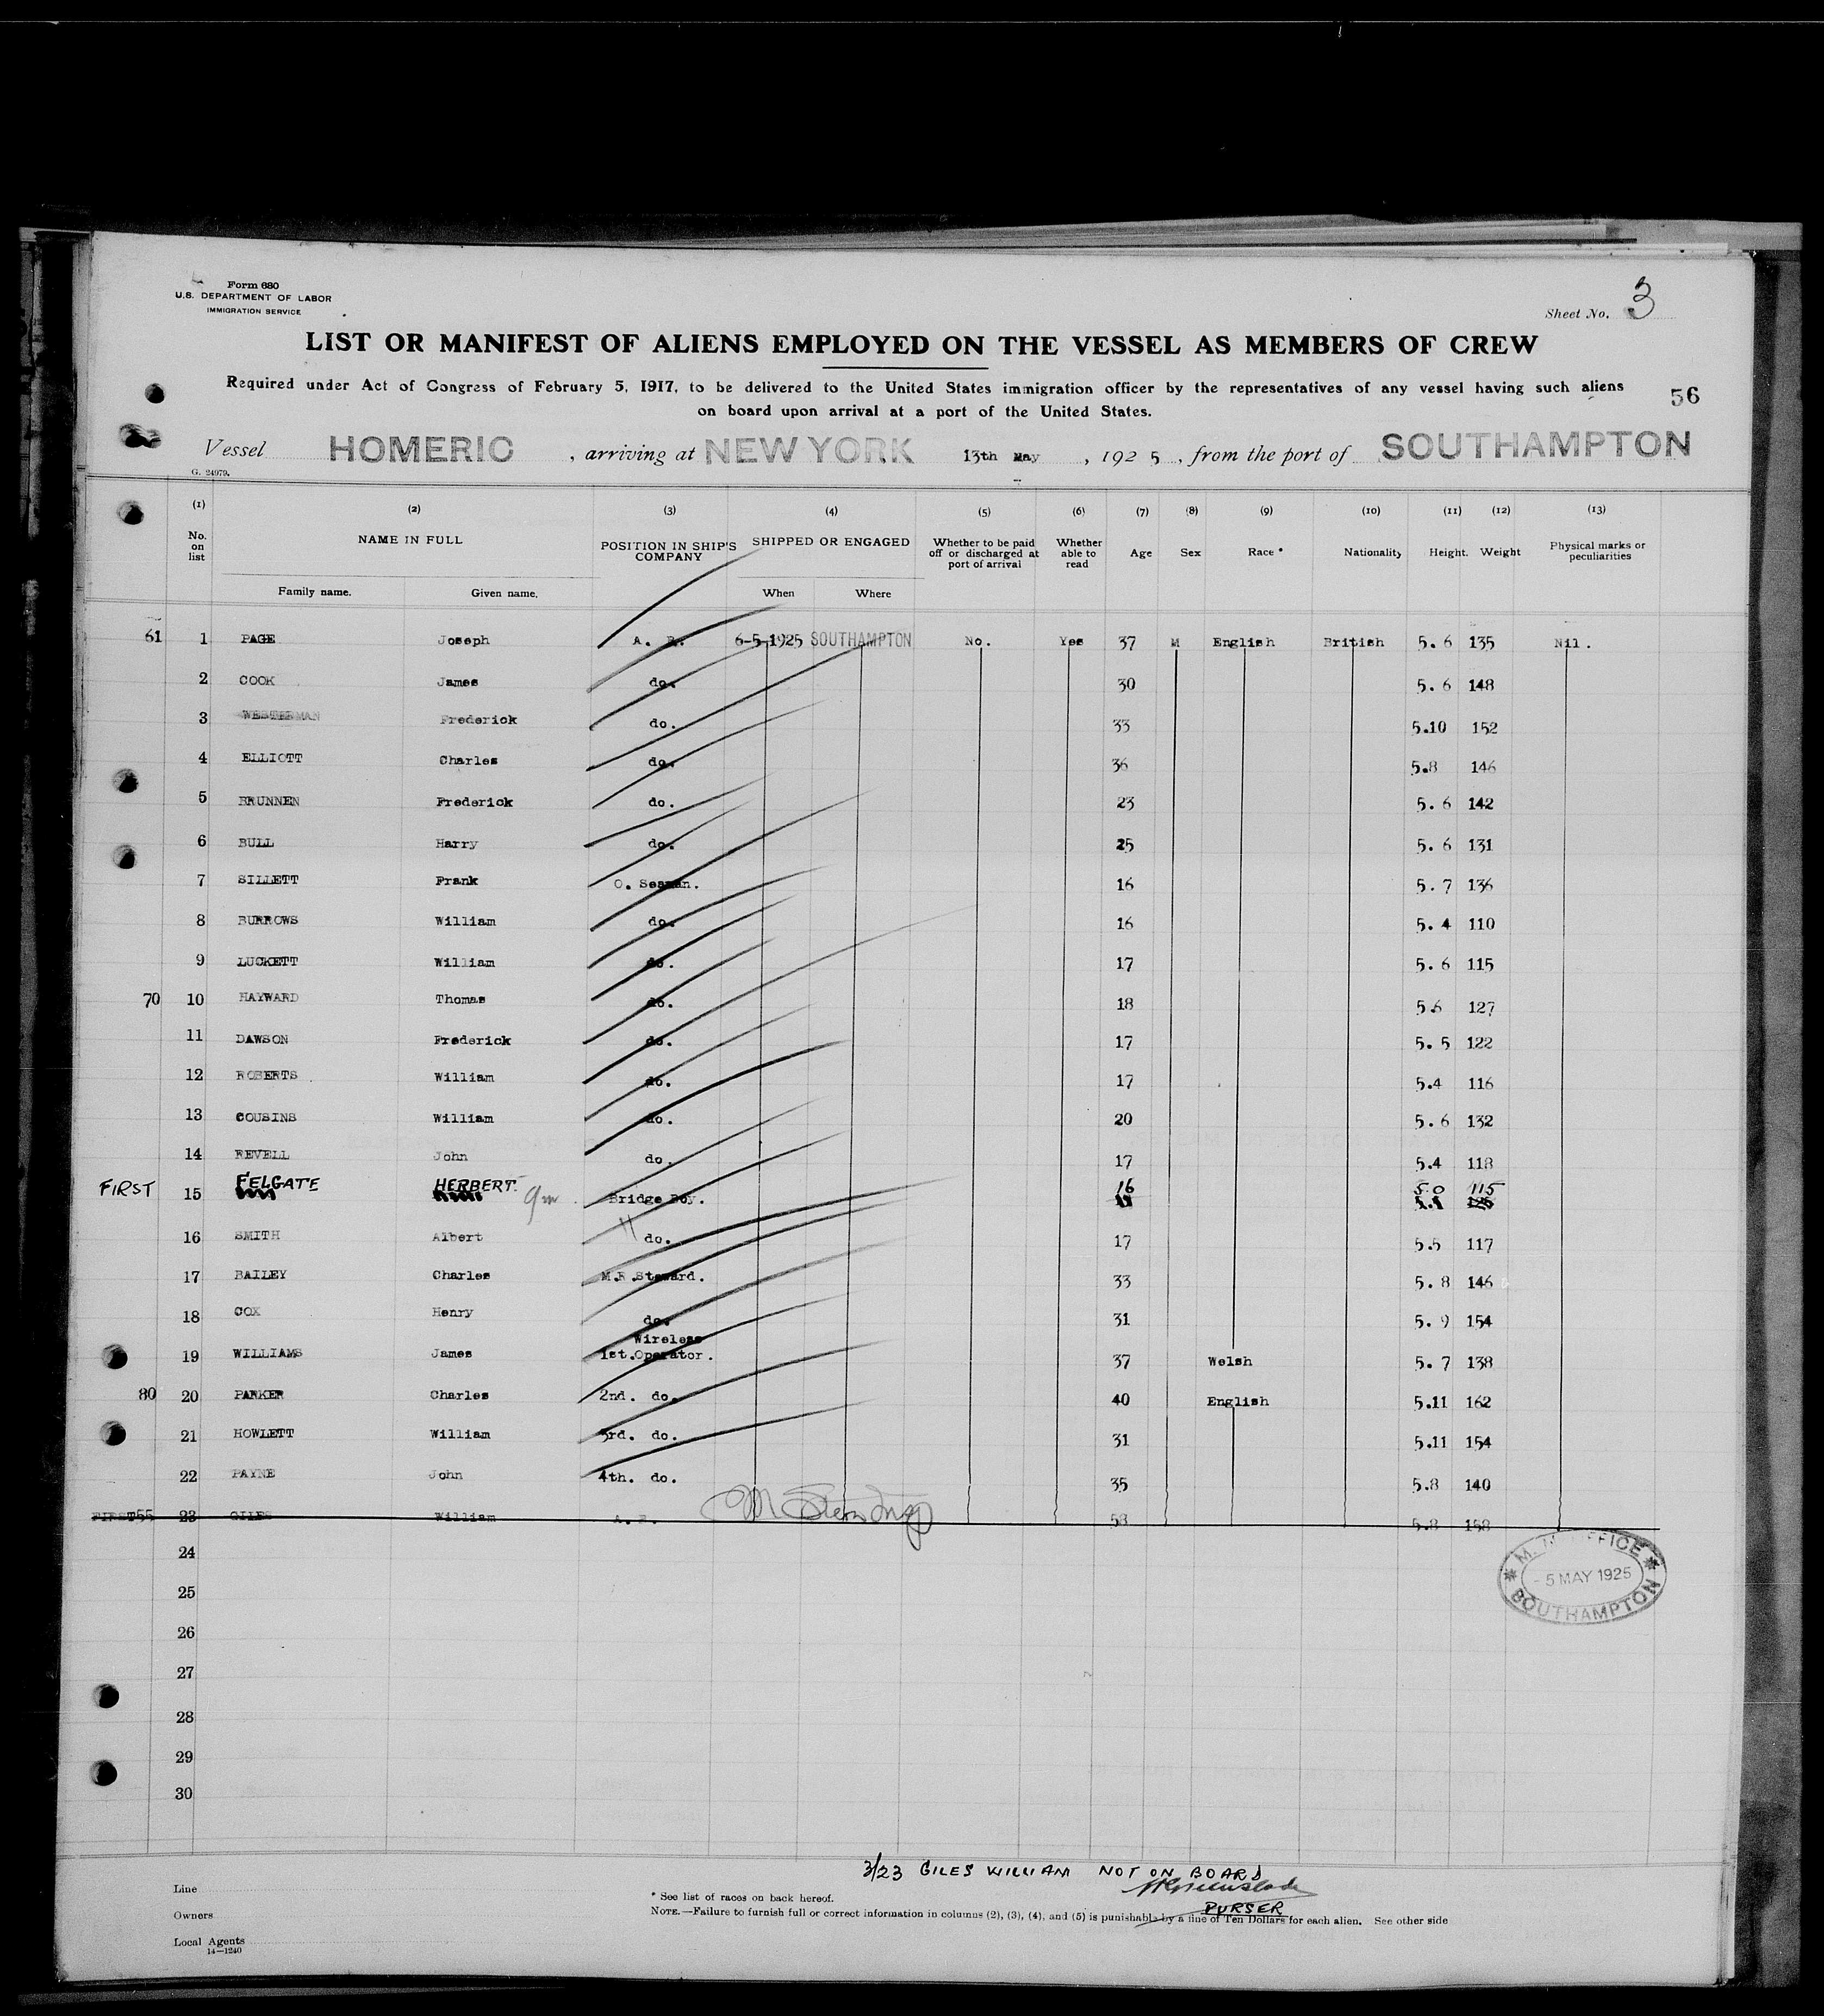 Form 680
U.S. DEPARTMENT OF LABOR
IMMIGRATION SERVICE
Sheet No. 3
LIST OR MANIFEST OF ALIENS EMPLOYED ON THE VESSEL AS MEMBERS OF CREW
Required under Act of Congress of February 5, 1917, to be delivered to the United States immigration officer by the representatives of any vessel having such aliens
on board upon arrival at a port of the United States.
56
Vessel HOMERIC , arriving at NEW YORK 13th May , 192 5 , from the port of SOUTHAMPTON
G. 24979.
(1) (2) (3) (4) (5) (6) (7) (8) (9) (10) (11) (12) (13)
No. on list NAME IN FULL POSITION IN SHIP'S COMPANY SHIPPED OR ENGAGED Whether to be paid off or discharged at port of arrival Whether able to read Age Sex Race * Nationality Height. Weight Physical marks or peculiarities
Family name. Given name. When Where
61 1 PAGE Joseph A. B. 6-5-1925 SOUTHAMPTON No. Yes 37 M English British 5. 6 135 Nil.
2 COOK James do. 30 5. 6 148
3 WESTERMAN Frederick do. 33 5.10 152
4 ELLIOTT Charles do. 36 5.8 146
5 BRUNNEN Frederick do. 23 5. 6 142
6 BULL Harry do. 25 5. 6 131
7 SILLETT Frank O. Seaman. 16 5. 7 136
8 BURROWS William do. 16 5. 4 110
9 LUCKETT William do. 17 5. 6 115
70 10 HAYWARD Thomas do. 18 5.6 127
11 DAWSON Frederick do. 17 5. 5 122
12 ROBERTS William do. 17 5.4 116
13 COUSINS William do. 20 5. 6 132
14 REVELL John do. 17 5.4 118
FIRST 15 FELGATE HERBERT. Bridge Boy. 16 5.0 115
16 SMITH Albert do. 17 5.5 117
17 BAILEY Charles M.R.Steward. 33 5. 8 146
18 COX Henry do. 31 5. 9 154
Wireless
19 WILLIAMS James 1st.Operator. 37 Welsh 5. 7 138
80 20 PARKER Charles 2nd. do. 40 English 5.11 162
21 HOWLETT William 3rd. do. 31 5.11 154
22 PAYNE John 4th. do. 35 5.8 140
FIRST 55 23 GILES William A. B. 58 5.8 158
24
M. OFFICE
5 MAY 1925
SOUTHAMPTON
25
26
27
28
29
30
3/23 GILES WILLIAM NOT ON BOARD
PURSER
Line
Owners
Local Agents
14—1240
* See list of races on back hereof.
NOTE.—Failure to furnish full or correct information in columns (2), (3), (4), and (5) is punishable by a fine of Ten Dollars for each alien. See other side